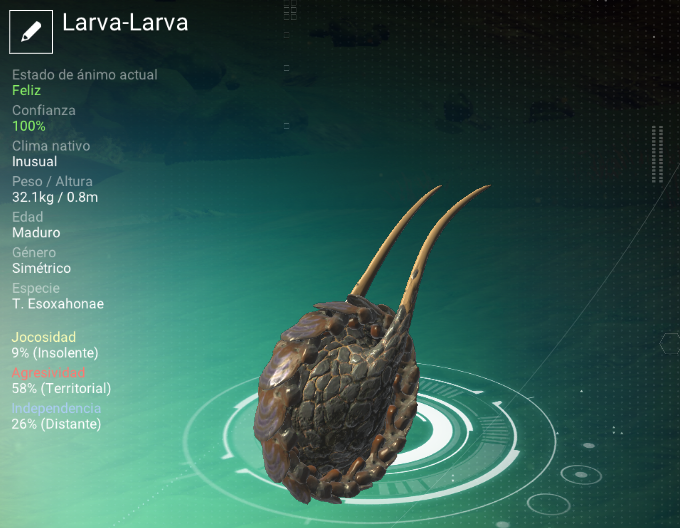 Larva-Larva
Estado de ánimo actual
Feliz
Confianza
100%
Clima nativo
Inusual
Peso / Altura
32.1kg / 0.8m
Edad
Maduro
Género
Simétrico
Especie
T. Esoxahonae
Jocosidad
9% (Insolente)
Agresividad
58% (Territorial)
Independencia
26% (Distante)